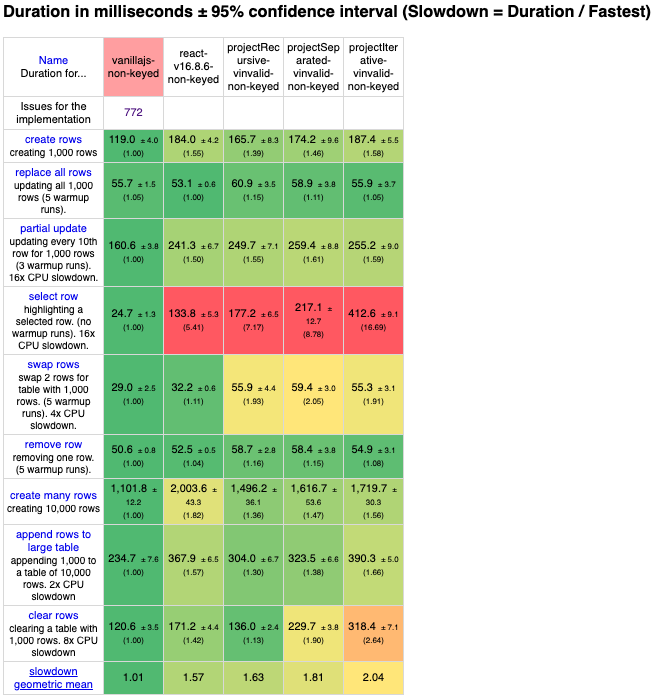 Duration in milliseconds ± 95% confidence interval (Slowdown = Duration / Fastest)
Name
Duration for...
vanillajs-
non-keyed
react-
v16.8.6-
non-keyed
projectRec
ursive-
vinvalid-
non-keyed
projectSep
arated-
vinvalid-
non-keyed
projectIter
ative-
vinvalid-
non-keyed
Issues for the
implementation
772
create rows
creating 1,000 rows
119.0 ± 4.0
(1.00)
184.0 ± 4.2
(1.55)
165.7 ± 8.3
(1.39)
174.2 ± 9.6
(1.46)
187.4 ± 5.5
(1.58)
replace all rows
updating all 1,000
rows (5 warmup
runs).
55.7 ± 1.5
(1.05)
53.1 ± 0.6
(1.00)
60.9 ± 3.5
(1.15)
58.9 ± 3.8
(1.11)
55.9 ± 3.7
(1.05)
partial update
updating every 10th
row for 1,000 rows
(3 warmup runs).
16x CPU slowdown.
160.6 ± 3.8
(1.00)
241.3 ± 6.7
(1.50)
249.7 ± 7.1
(1.55)
259.4 ± 8.8
(1.61)
255.2 ± 9.0
(1.59)
select row
highlighting a
selected row. (no
warmup runs). 16x
CPU slowdown.
24.7 ± 1.3
(1.00)
133.8 ± 5.3
(5.41)
177.2 ± 6.5
(7.17)
217.1 ±
12.7
(8.78)
412.6 ± 9.1
(16.69)
swap rows
swap 2 rows for
table with 1,000
rows. (5 warmup
runs). 4x CPU
slowdown.
29.0 ± 2.5
(1.00)
32.2 ± 0.6
(1.11)
55.9 ± 4.4
(1.93)
59.4 ± 3.0
(2.05)
55.3 ± 3.1
(1.91)
remove row
removing one row.
(5 warmup runs).
50.6 ± 0.8
(1.00)
52.5 ± 0.5
(1.04)
58.7 ± 2.8
(1.16)
58.4 ± 3.8
(1.15)
54.9 ± 3.1
(1.08)
create many rows
creating 10,000 rows
1,101.8 ±
12.2
(1.00)
2,003.6 ±
43.3
(1.82)
1,496.2 ±
36.1
(1.36)
1,616.7 ±
53.6
(1.47)
1,719.7 ±
30.3
(1.56)
append rows to
large table
appending 1,000 to
a table of 10,000
rows. 2x CPU
slowdown
234.7 ± 7.6
(1.00)
367.9 ± 6.5
(1.57)
304.0 ± 6.7
(1.30)
323.5 ± 6.6
(1.38)
390.3 ± 5.0
(1.66)
clear rows
clearing a table with
1,000 rows. 8x CPU
slowdown
120.6 ± 3.5
(1.00)
171.2 ± 4.4
(1.42)
136.0 ± 2.4
(1.13)
229.7 ± 3.8
(1.90)
318.4 ± 7.1
(2.64)
slowdown
geometric mean
1.01
1.57
1.63
1.81
2.04